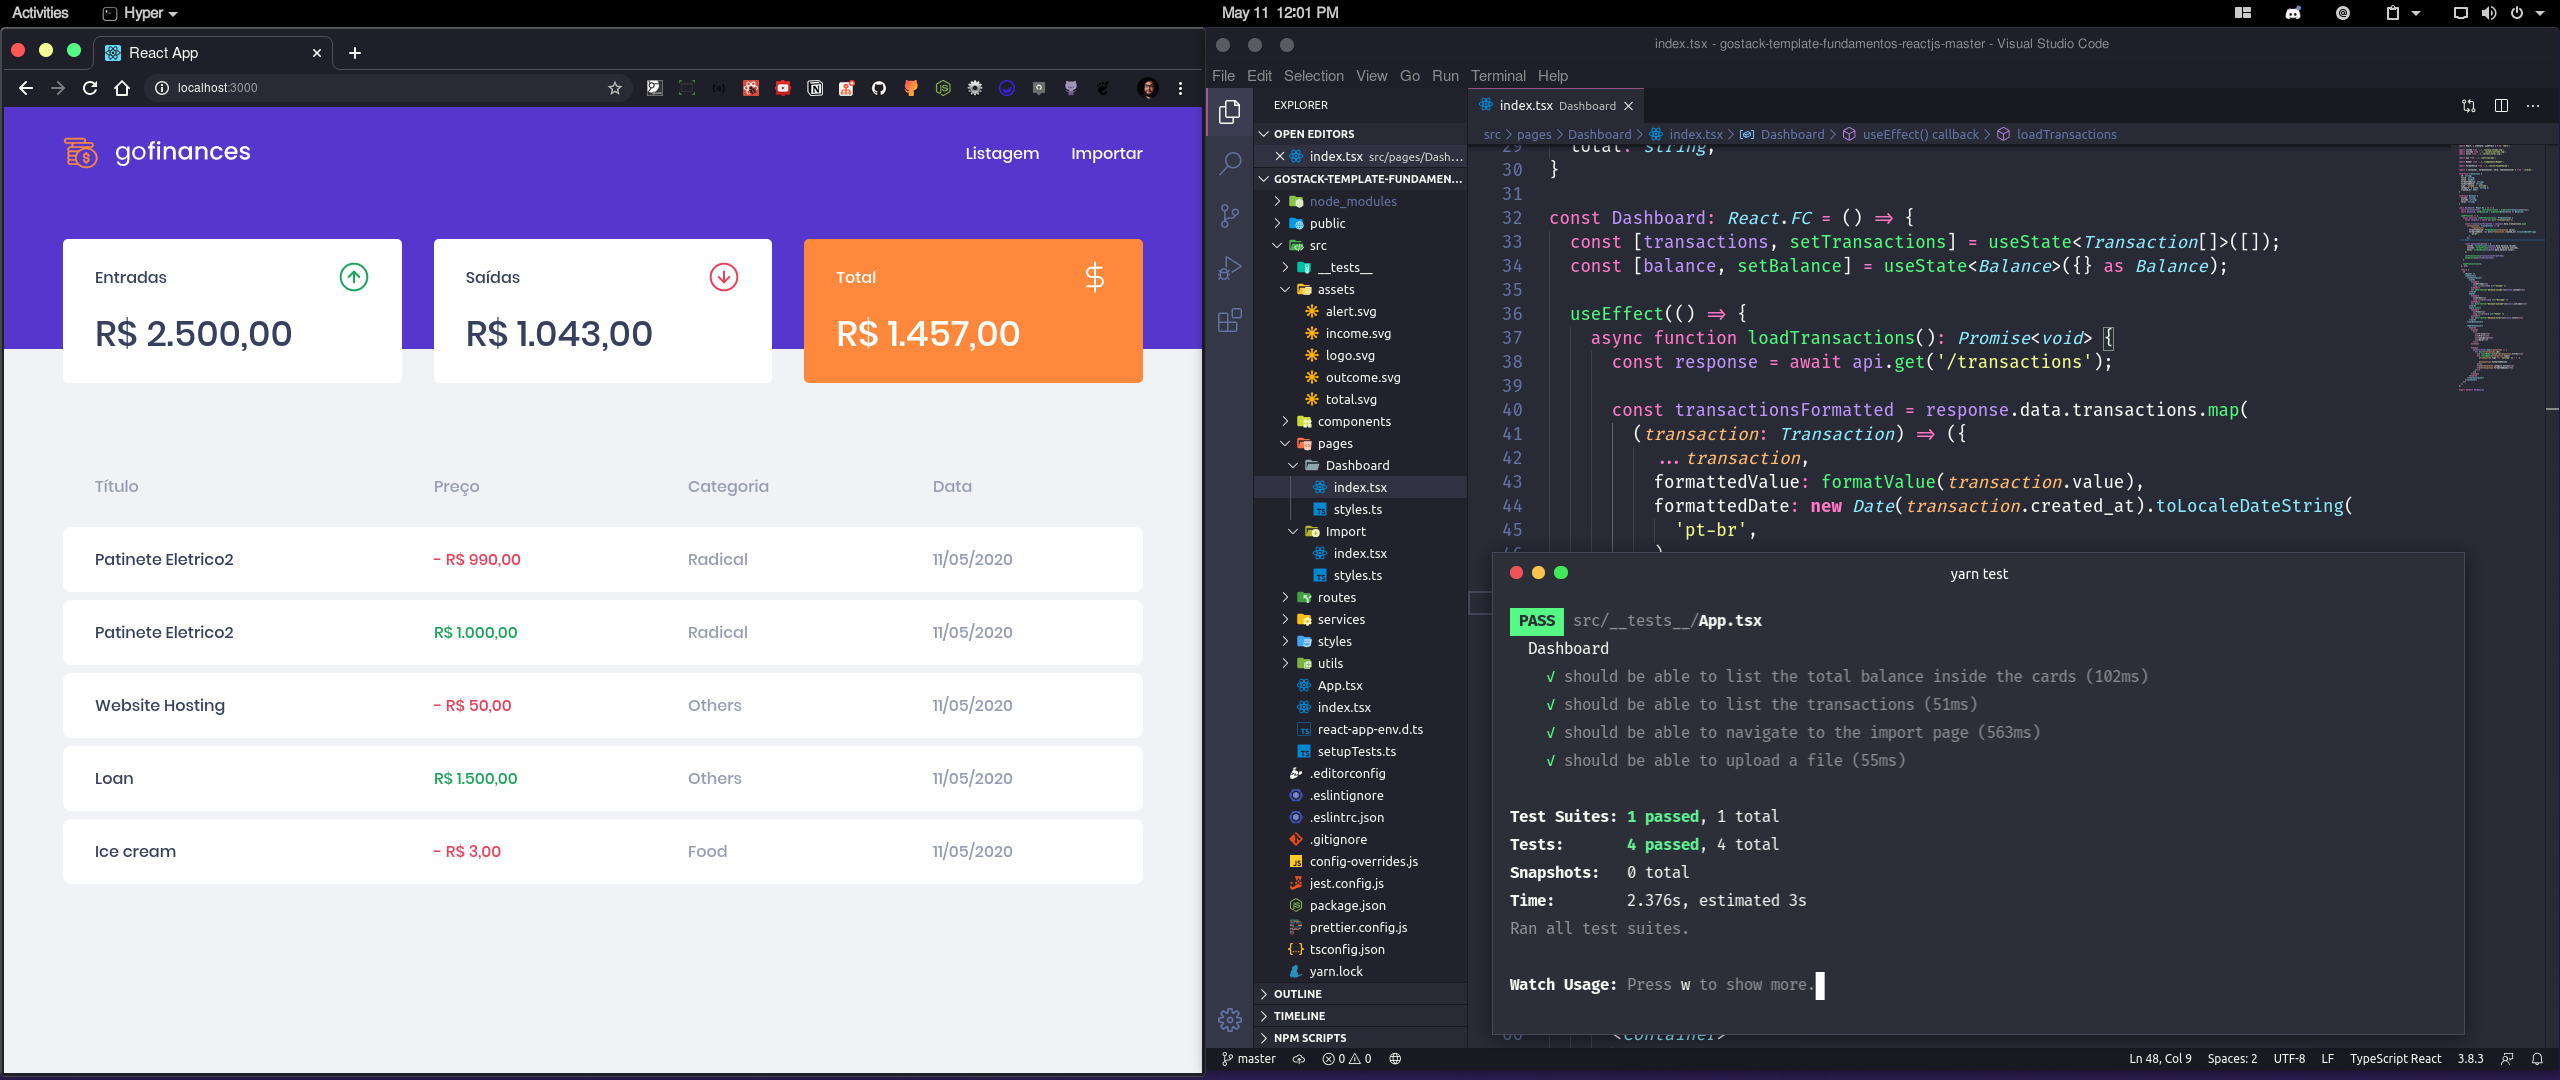 Activities
Hyper
May 11 12:01 PM
React App
localhost:3000
gofinances
Listagem
Importar
Entradas
R$ 2.500,00
Saídas
R$ 1.043,00
Total
R$ 1.457,00
Título Preço Categoria Data
Patinete Eletrico2 - R$ 990,00 Radical 11/05/2020
Patinete Eletrico2 R$ 1.000,00 Radical 11/05/2020
Website Hosting - R$ 50,00 Others 11/05/2020
Loan R$ 1.500,00 Others 11/05/2020
Ice cream - R$ 3,00 Food 11/05/2020
index.tsx - gostack-template-fundamentos-reactjs-master - Visual Studio Code
File Edit Selection View Go Run Terminal Help
EXPLORER
OPEN EDITORS
index.tsx src/pages/Dash...
GOSTACK-TEMPLATE-FUNDAMEN...
node_modules
public
src
__tests__
assets
alert.svg
income.svg
logo.svg
outcome.svg
total.svg
components
pages
Dashboard
index.tsx
styles.ts
Import
index.tsx
styles.ts
routes
services
styles
utils
App.tsx
index.tsx
react-app-env.d.ts
setupTests.ts
.editorconfig
.eslintignore
.eslintrc.json
.gitignore
config-overrides.js
jest.config.js
package.json
prettier.config.js
tsconfig.json
yarn.lock
OUTLINE
TIMELINE
NPM SCRIPTS
index.tsx Dashboard
src > pages > Dashboard > index.tsx > Dashboard > useEffect() callback > loadTransactions
29 total: string;
30 }
31
32 const Dashboard: React.FC = () => {
33 const [transactions, setTransactions] = useState<Transaction[]>([]);
34 const [balance, setBalance] = useState<Balance>({} as Balance);
35
36 useEffect(() => {
37 async function loadTransactions(): Promise<void> {
38 const response = await api.get('/transactions');
39
40 const transactionsFormatted = response.data.transactions.map(
41 (transaction: Transaction) => ({
42 ...transaction,
43 formattedValue: formatValue(transaction.value),
44 formattedDate: new Date(transaction.created_at).toLocaleDateString(
45 'pt-br',
yarn test
PASS src/__tests__/App.tsx
Dashboard
√ should be able to list the total balance inside the cards (102ms)
√ should be able to list the transactions (51ms)
√ should be able to navigate to the import page (563ms)
√ should be able to upload a file (55ms)
Test Suites: 1 passed, 1 total
Tests: 4 passed, 4 total
Snapshots: 0 total
Time: 2.376s, estimated 3s
Ran all test suites.
Watch Usage: Press w to show more.
<Container>
master
0 0
Ln 48, Col 9 Spaces: 2 UTF-8 LF TypeScript React 3.8.3